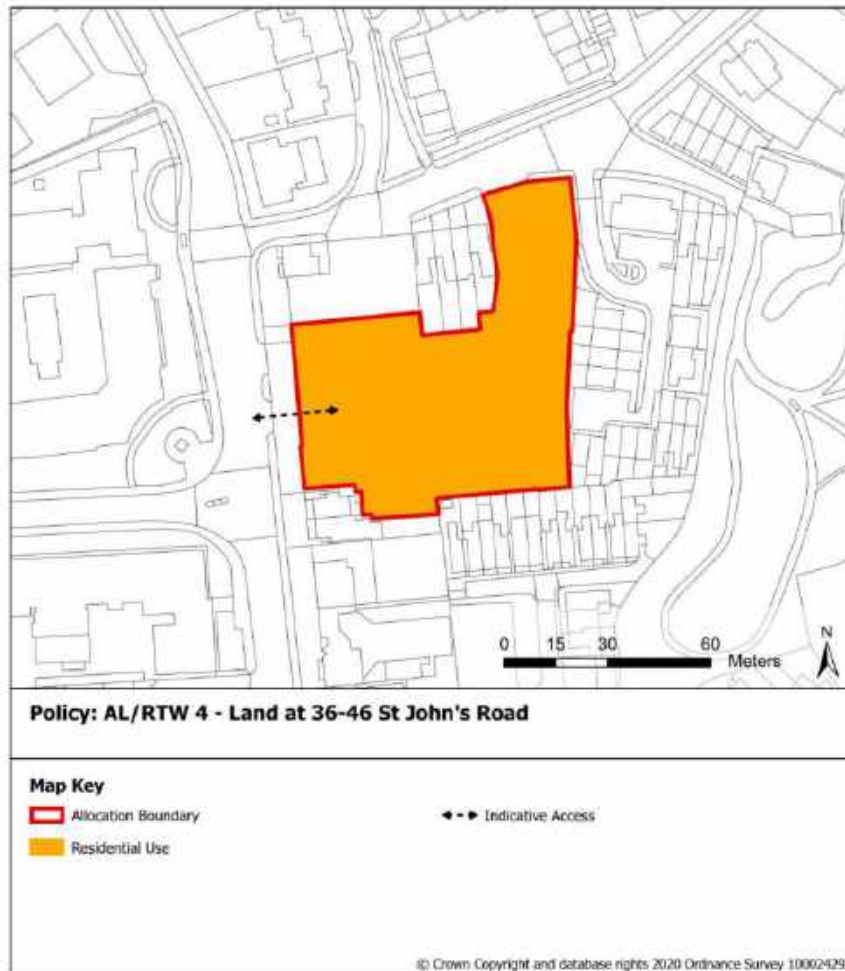 N
0 15 30 60
Meters
Policy: AL/RTW 4 - Land at 36-46 St John's Road
Map Key
Allocation Boundary
Indicative Access
Residential Use
© Crown Copyright and database rights 2020 Ordnance Survey 10002429